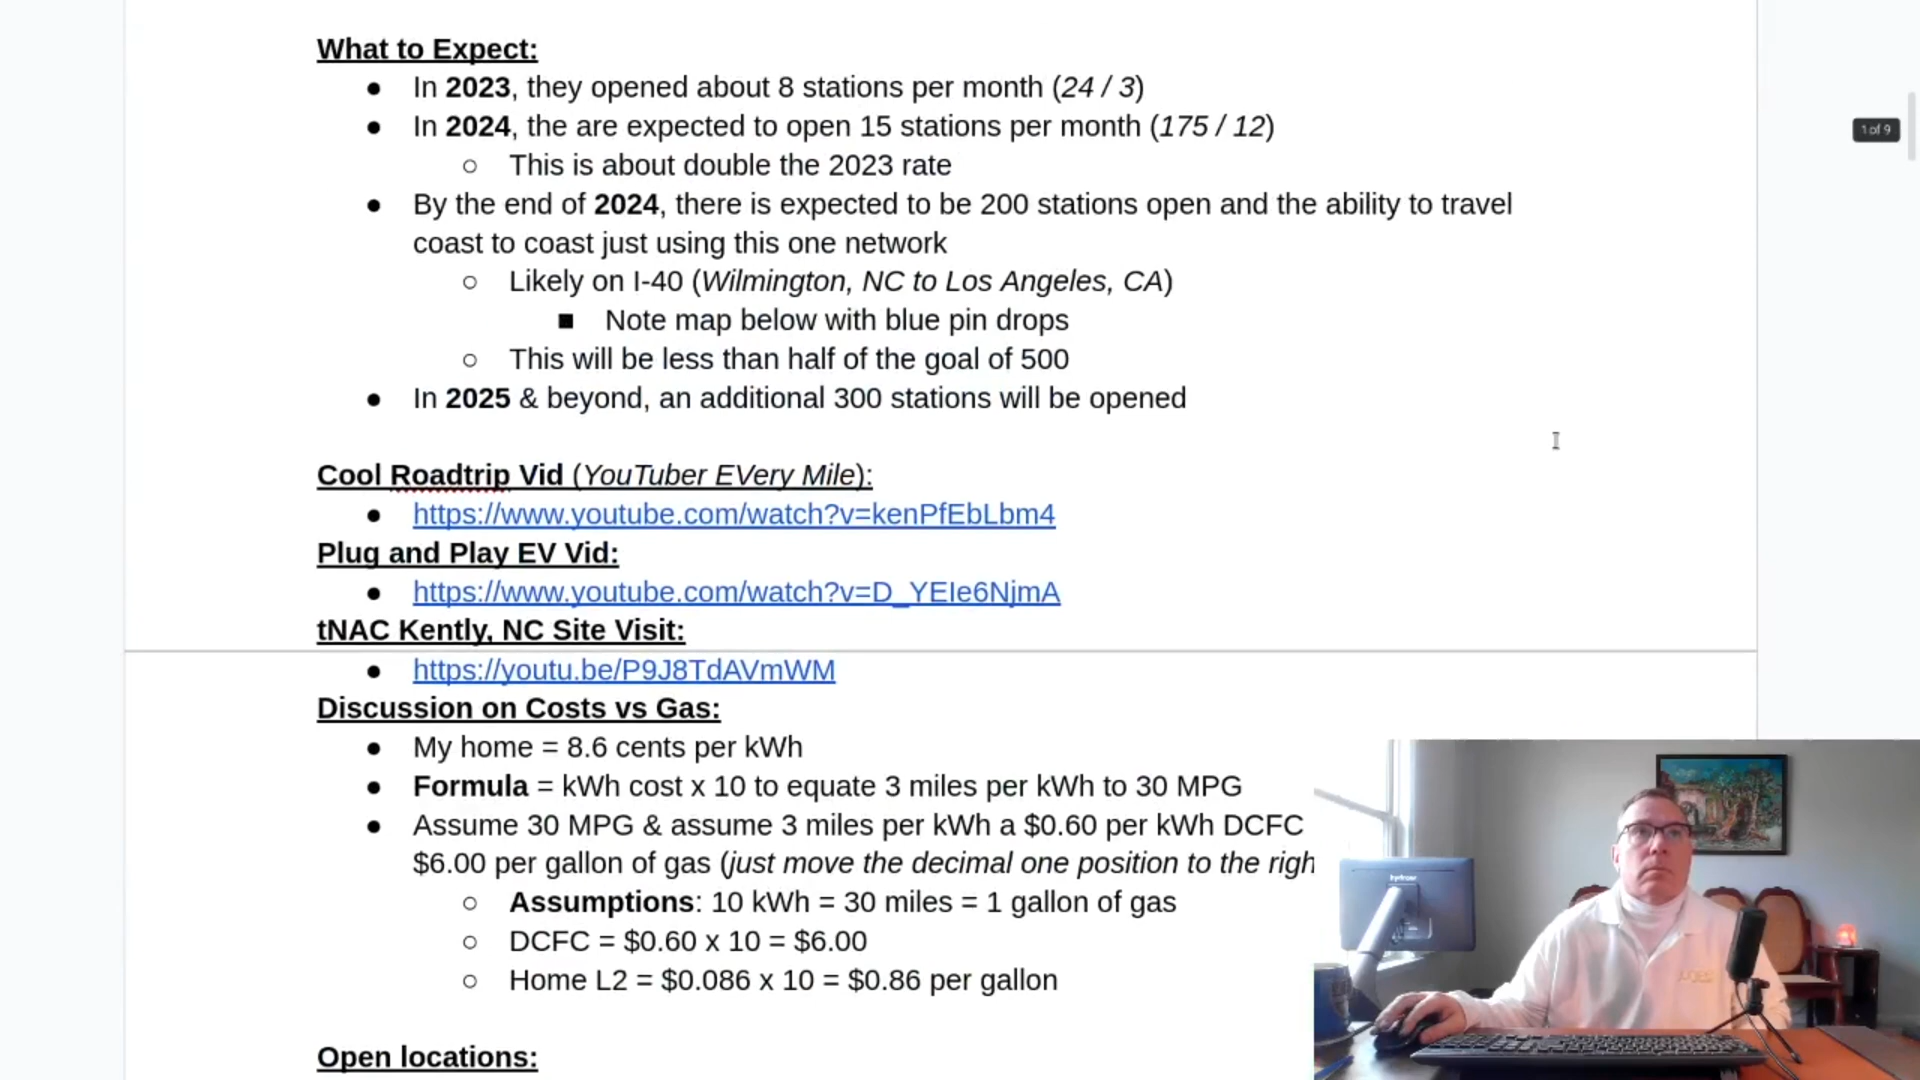 What to Expect:
● In 2023, they opened about 8 stations per month (24 / 3)
● In 2024, the are expected to open 15 stations per month (175 / 12)
○ This is about double the 2023 rate
● By the end of 2024, there is expected to be 200 stations open and the ability to travel
coast to coast just using this one network
○ Likely on I-40 (Wilmington, NC to Los Angeles, CA)
■ Note map below with blue pin drops
○ This will be less than half of the goal of 500
● In 2025 & beyond, an additional 300 stations will be opened
Cool Roadtrip Vid (YouTuber EVery Mile):
● https://www.youtube.com/watch?v=kenPfEbLbm4
Plug and Play EV Vid:
● https://www.youtube.com/watch?v=D_YEIe6NjmA
tNAC Kently, NC Site Visit:
● https://youtu.be/P9J8TdAVmWM
Discussion on Costs vs Gas:
● My home = 8.6 cents per kWh
● Formula = kWh cost x 10 to equate 3 miles per kWh to 30 MPG
● Assume 30 MPG & assume 3 miles per kWh a $0.60 per kWh DCFC
$6.00 per gallon of gas (just move the decimal one position to the righ
○ Assumptions: 10 kWh = 30 miles = 1 gallon of gas
○ DCFC = $0.60 x 10 = $6.00
○ Home L2 = $0.086 x 10 = $0.86 per gallon
Open locations:
1 of 9